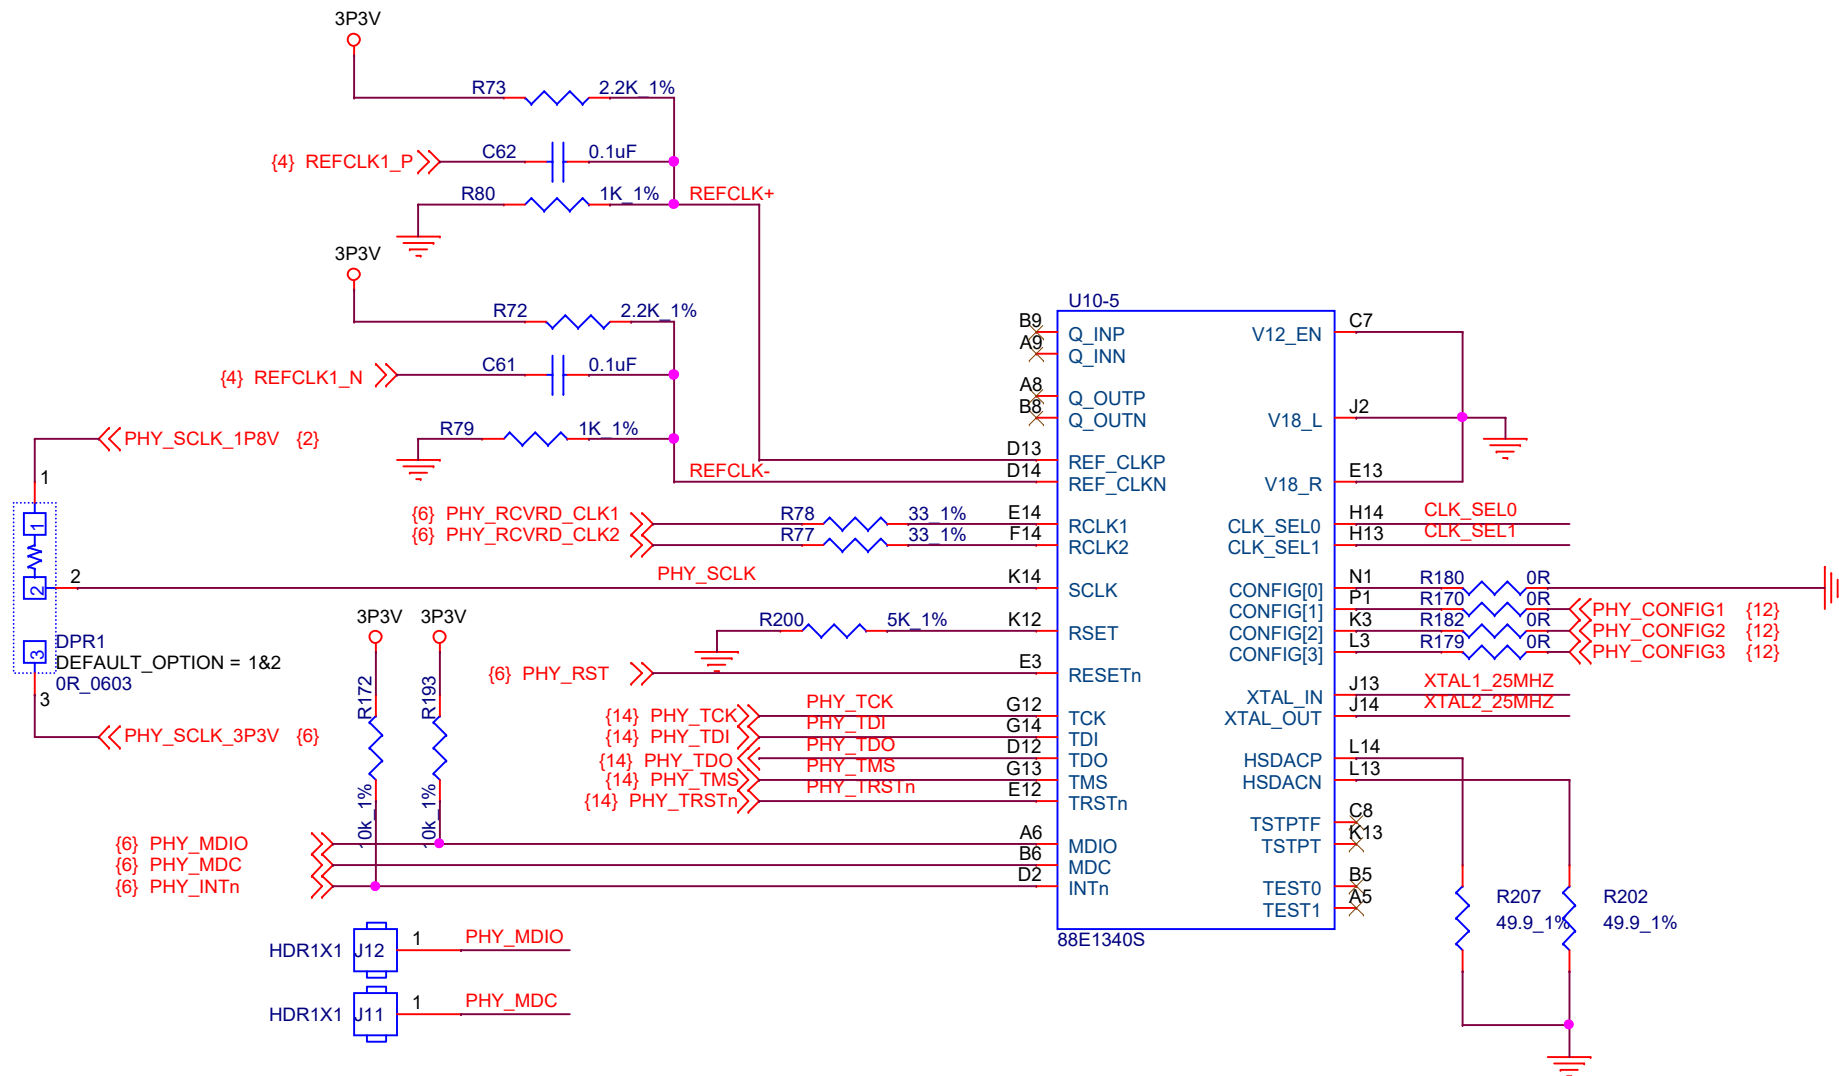 3P3V
R73 2.2K_1%
{4} REFCLK1_P C62 0.1uF
R80 1K_1% REFCLK+
3P3V
R72 2.2K_1%
{4} REFCLK1_N C61 0.1uF
R79 1K_1%
REFCLK-
PHY_SCLK_1P8V {2}
1
1
2
2
3
DPR1
DEFAULT_OPTION = 1&2
0R_0603
3
PHY_SCLK_3P3V {6}
{6} PHY_RCVRD_CLK1 R78 33_1%
{6} PHY_RCVRD_CLK2 R77 33_1%
PHY_SCLK
R200 5K_1%
3P3V 3P3V
R172 R193
10k_1% 10k_1%
{6} PHY_RST
{14} PHY_TCK PHY_TCK
{14} PHY_TDI PHY_TDI
{14} PHY_TDO PHY_TDO
{14} PHY_TMS PHY_TMS
{14} PHY_TRSTn PHY_TRSTn
{6} PHY_MDIO
{6} PHY_MDC
{6} PHY_INTn
HDR1X1 J12 1 PHY_MDIO
HDR1X1 J11 1 PHY_MDC
U10-5
B9 Q_INP
A9 Q_INN
A8 Q_OUTP
B8 Q_OUTN
D13 REF_CLKP
D14 REF_CLKN
E14 RCLK1
F14 RCLK2
K14 SCLK
K12 RSET
E3 RESETn
G12 TCK
G14 TDI
D12 TDO
G13 TMS
E12 TRSTn
A6 MDIO
B6 MDC
D2 INTn
V12_EN C7
V18_L J2
V18_R E13
CLK_SEL0 H14 CLK_SEL0
CLK_SEL1 H13 CLK_SEL1
CONFIG[0] N1 R180 0R
CONFIG[1] P1 R170 0R PHY_CONFIG1 {12}
CONFIG[2] K3 R182 0R PHY_CONFIG2 {12}
CONFIG[3] L3 R179 0R PHY_CONFIG3 {12}
XTAL_IN J13 XTAL1_25MHZ
XTAL_OUT J14 XTAL2_25MHZ
HSDACP L14
HSDACN L13
TSTPTF C8
TSTPT K13
TEST0 B5
TEST1 A5
88E1340S
R207
49.9_1%
R202
49.9_1%